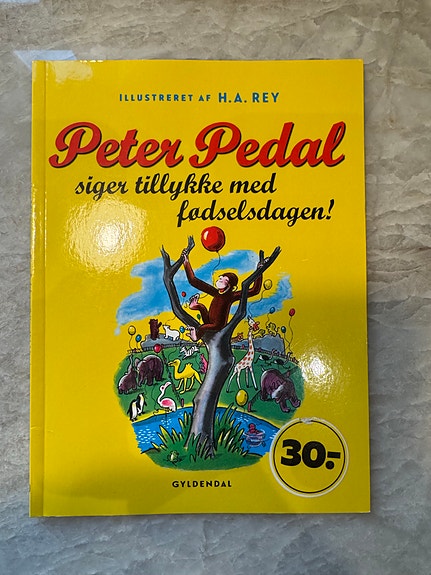 ILLUSTRERET AF H.A. REY
Peter Pedal
siger tillykke med
fødselsdagen!
30.-
GYLDENDAL